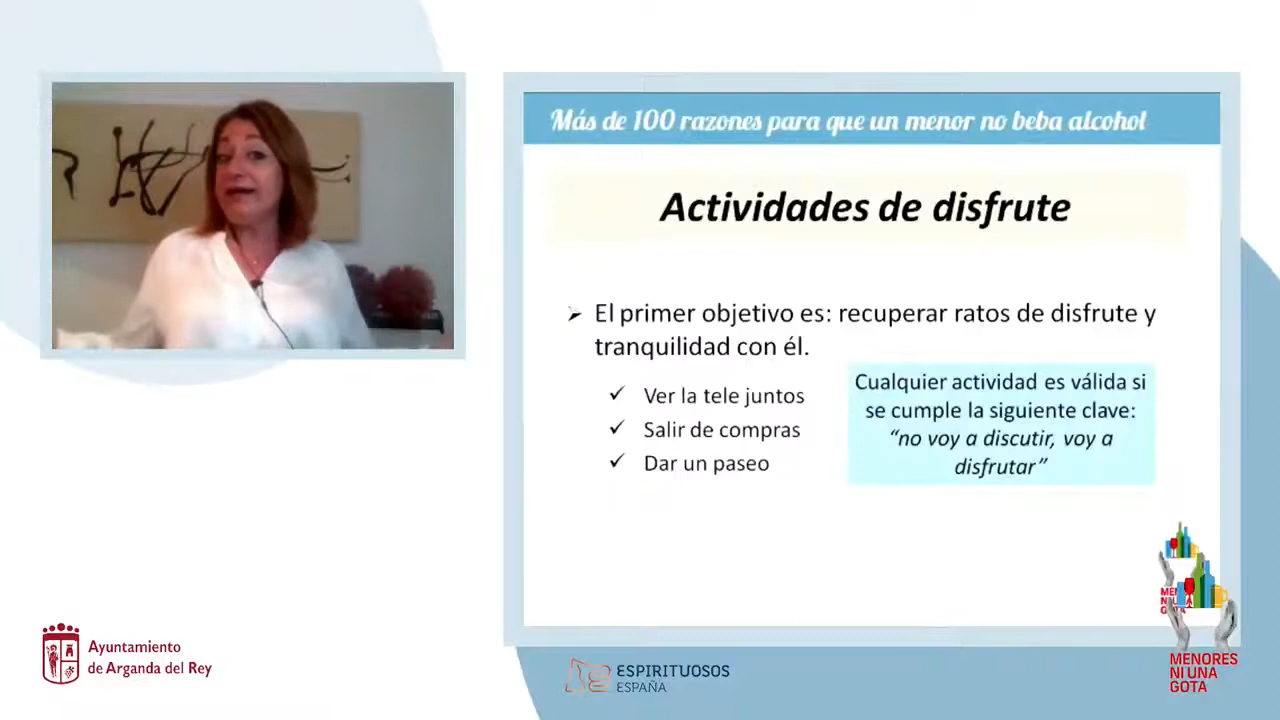 Más de 100 razones para que un menor no beba alcohol
Actividades de disfrute
➢ El primer objetivo es: recuperar ratos de disfrute y
tranquilidad con él.
✓ Ver la tele juntos
✓ Salir de compras
✓ Dar un paseo
Cualquier actividad es válida si
se cumple la siguiente clave:
“no voy a discutir, voy a
disfrutar”
Ayuntamiento
de Arganda del Rey
ESPIRITUOSOS
ESPAÑA
MENORES
NI UNA
GOTA